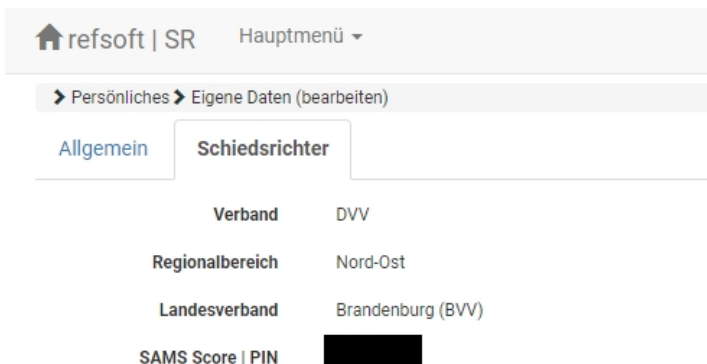 refsoft | SR Hauptmenü
Persönliches Eigene Daten (bearbeiten)
Allgemein Schiedsrichter
Verband DVV
Regionalbereich Nord-Ost
Landesverband Brandenburg (BVV)
SAMS Score | PIN